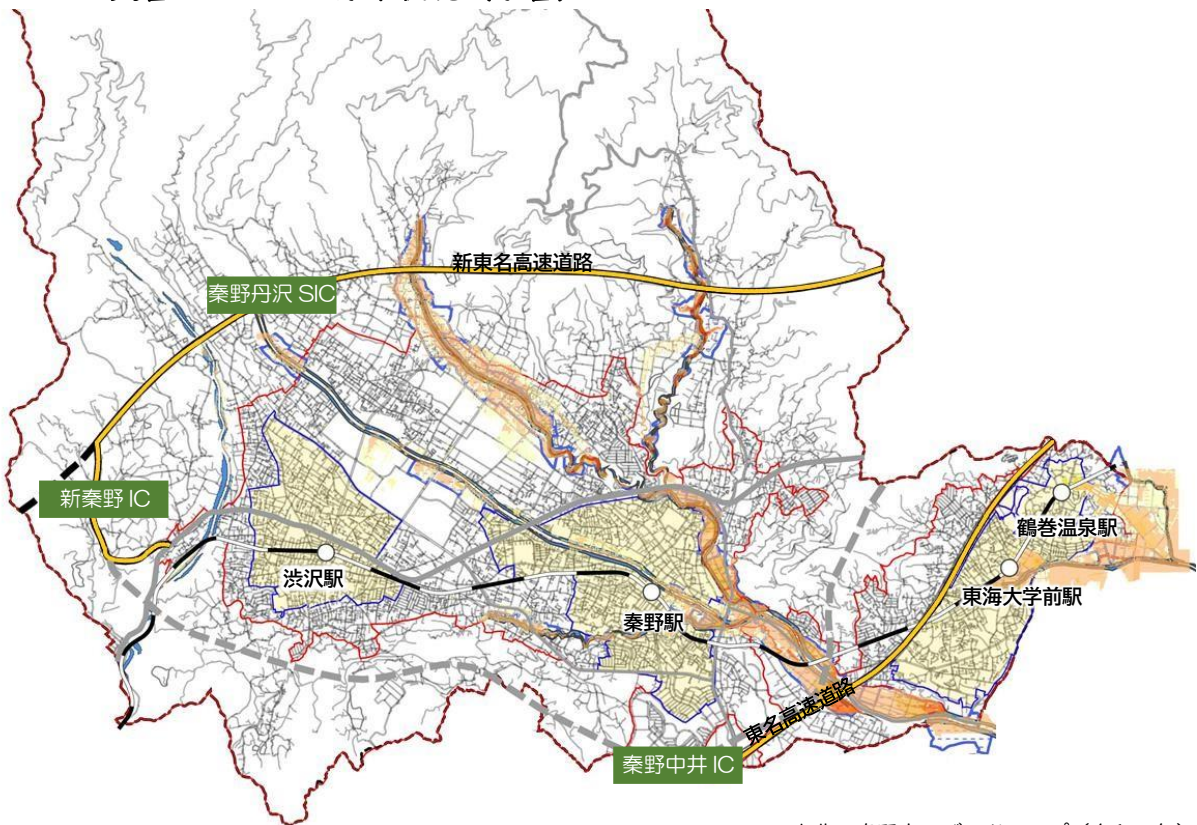 新東名高速道路
秦野丹沢 SIC
新秦野 IC
鶴巻温泉駅
渋沢駅
東海大学前駅
秦野駅
東名高速道路
秦野中井 IC